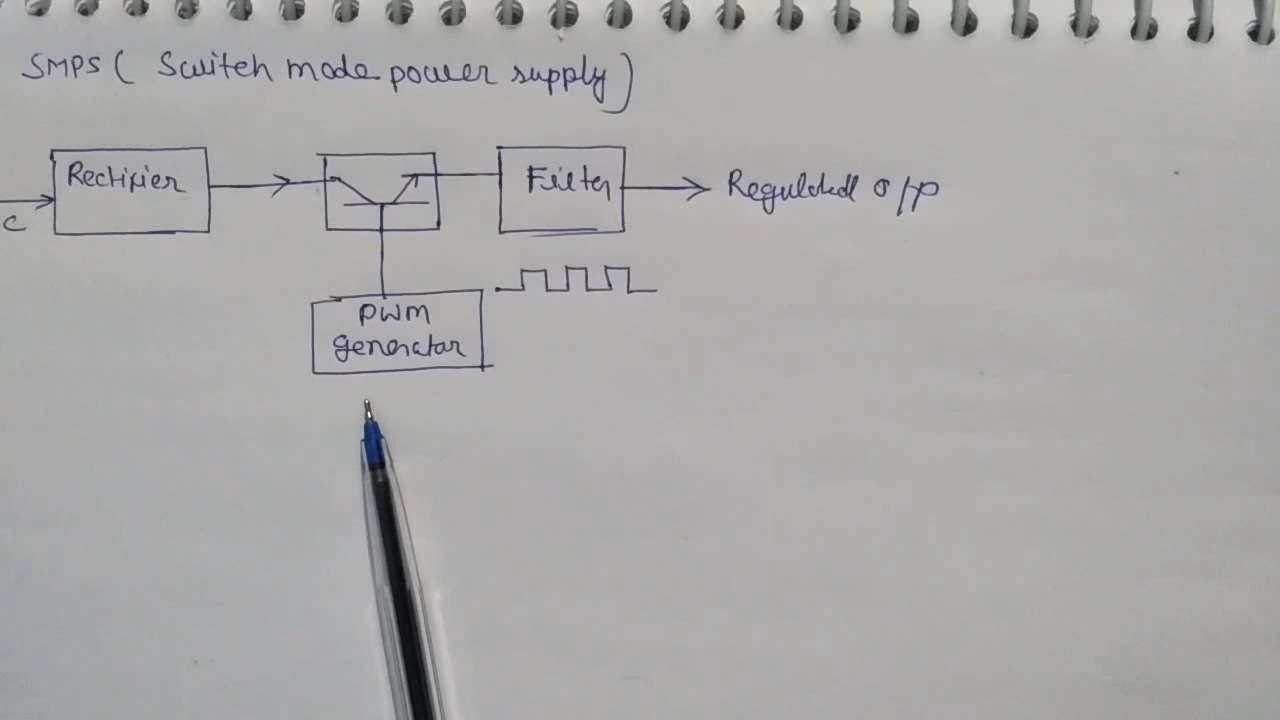 SMPS ( Switch mode power supply )
Rectifier
Filter
Regulated o/p
C
PWM
generator